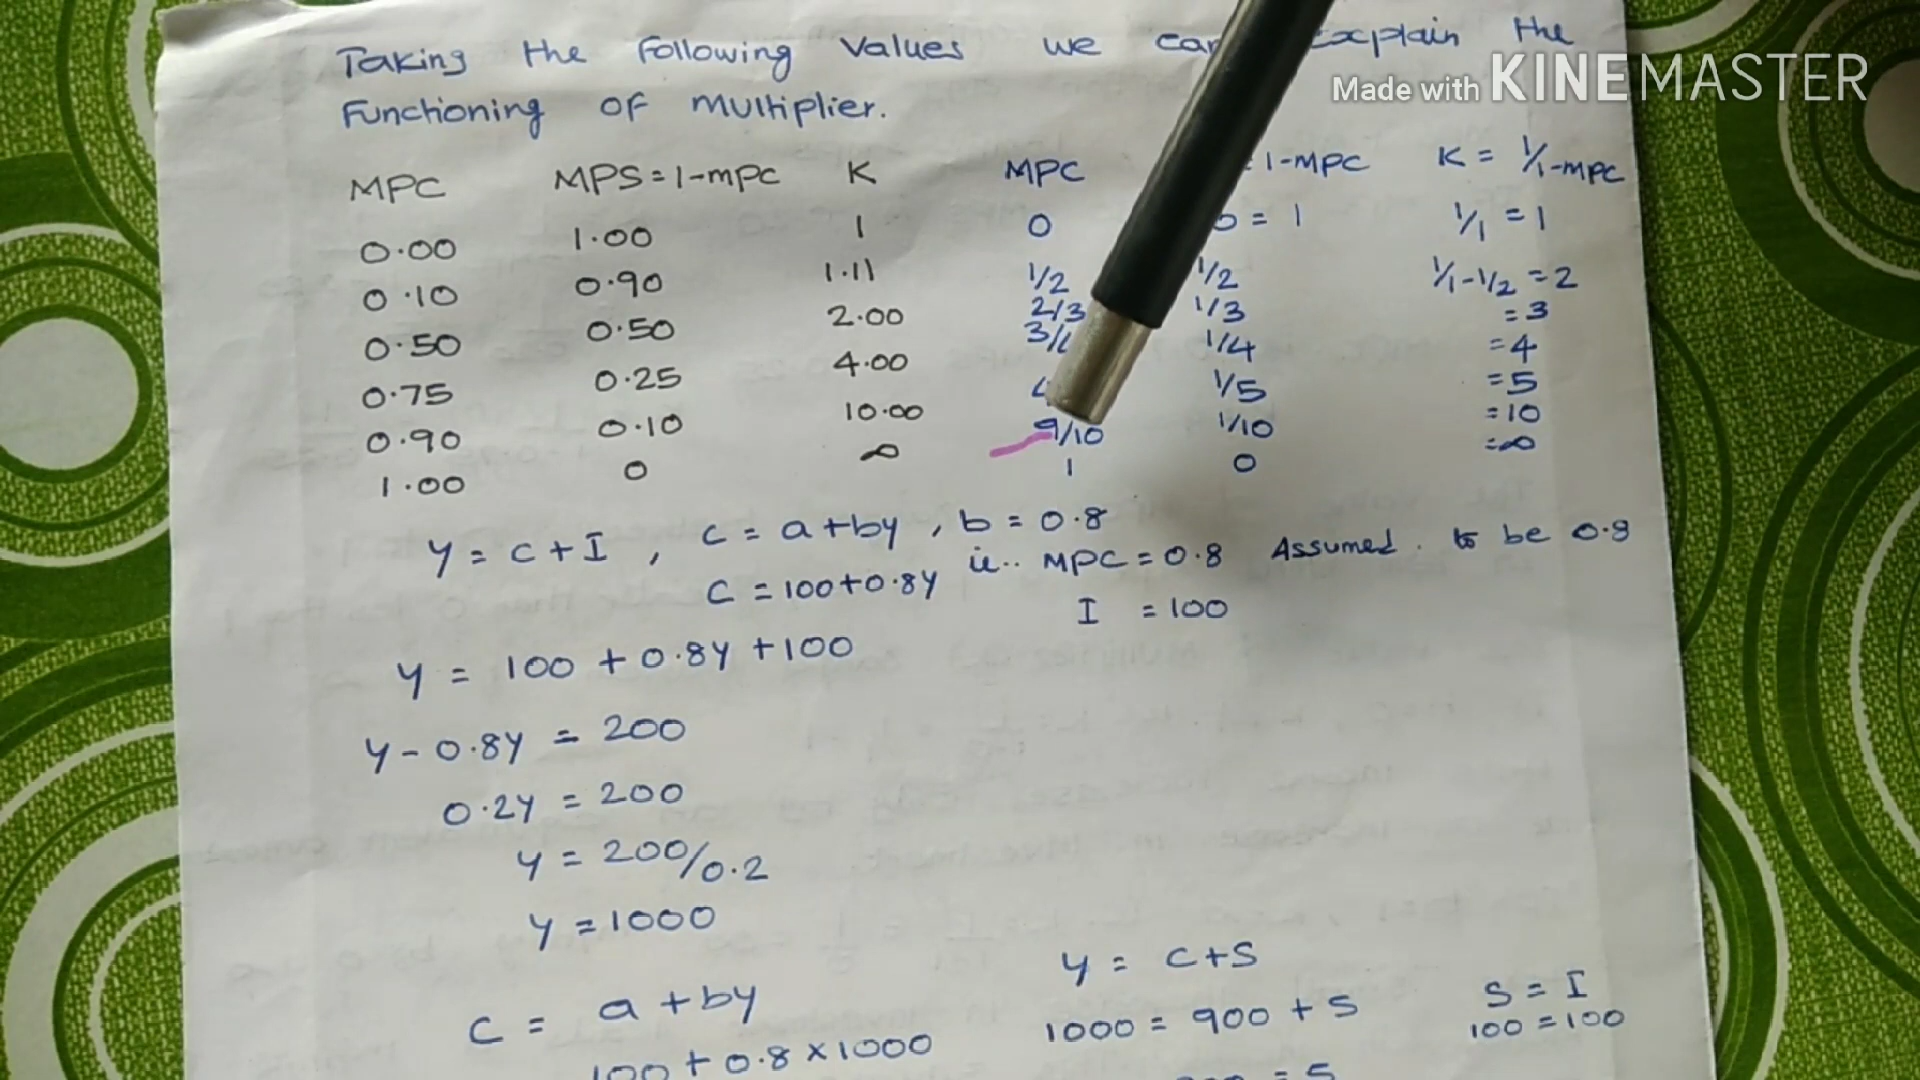 Taking the following values we can explain the
Made with KINEMASTER
Functioning of multiplier.
MPC MPS = 1-mpc K MPC = 1-MPC K = 1/1-MPC
0.00 1.00 1 0 = 1 1/1 = 1
0.10 0.90 1.11 1/2 1/2 1/1-1/2 = 2
0.50 0.50 2.00 2/3 1/3 = 3
0.75 0.25 4.00 1/4 = 4
0.90 0.10 10.00 1/5 = 5
1.00 0 ∞ 9/10 1/10 = 10
1 0 = ∞
Y = C + I , C = a + by , b = 0.8
C = 100 + 0.8Y ie.. MPC = 0.8 Assumed. to be 0.8
I = 100
Y = 100 + 0.8Y + 100
Y - 0.8Y = 200
0.2Y = 200
Y = 200/0.2
Y = 1000
Y = C + S
C = a + by
1000 = 900 + S
S = I
100 = 100
100 + 0.8 x 1000
= S